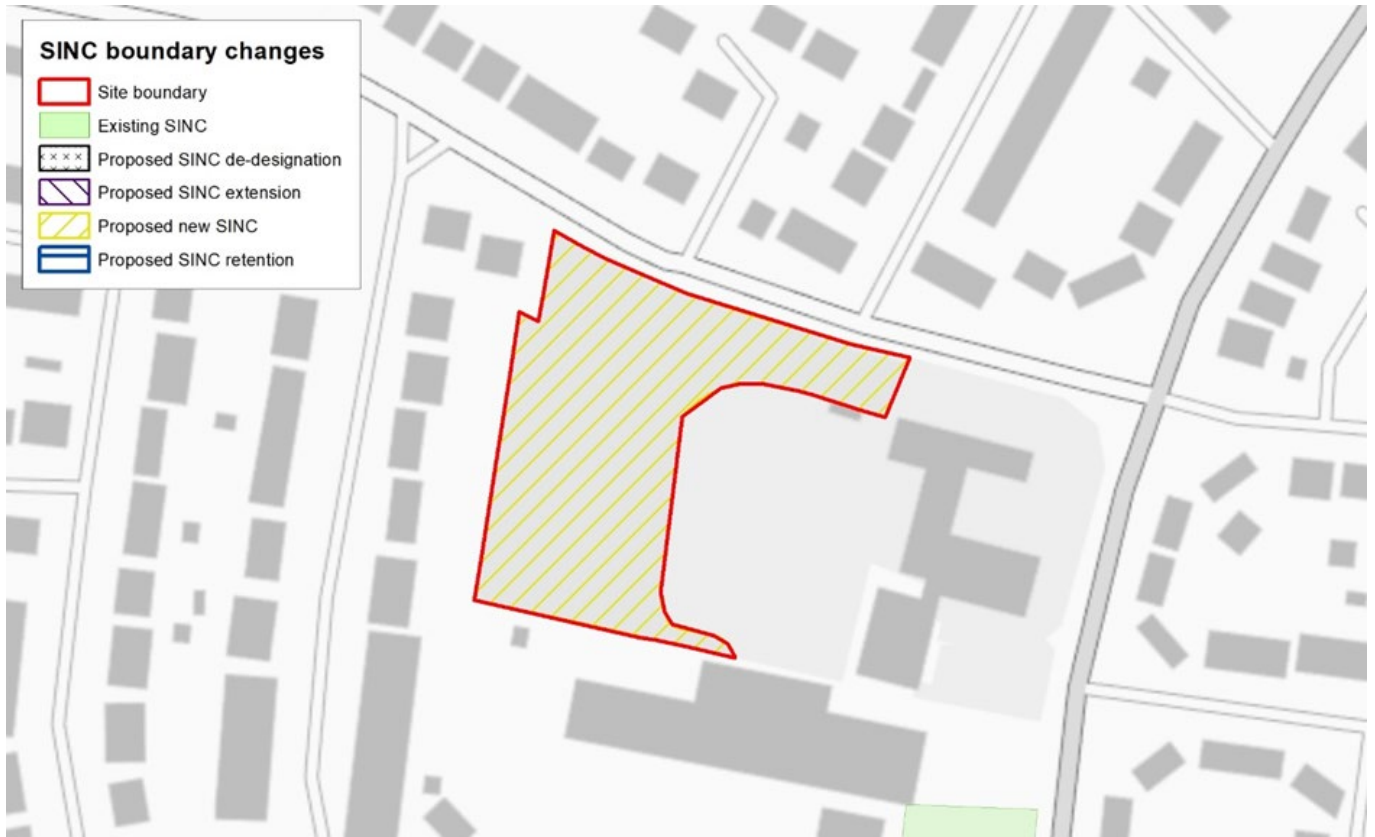 SINC boundary changes
Site boundary
Existing SINC
Proposed SINC de-designation
Proposed SINC extension
Proposed new SINC
Proposed SINC retention